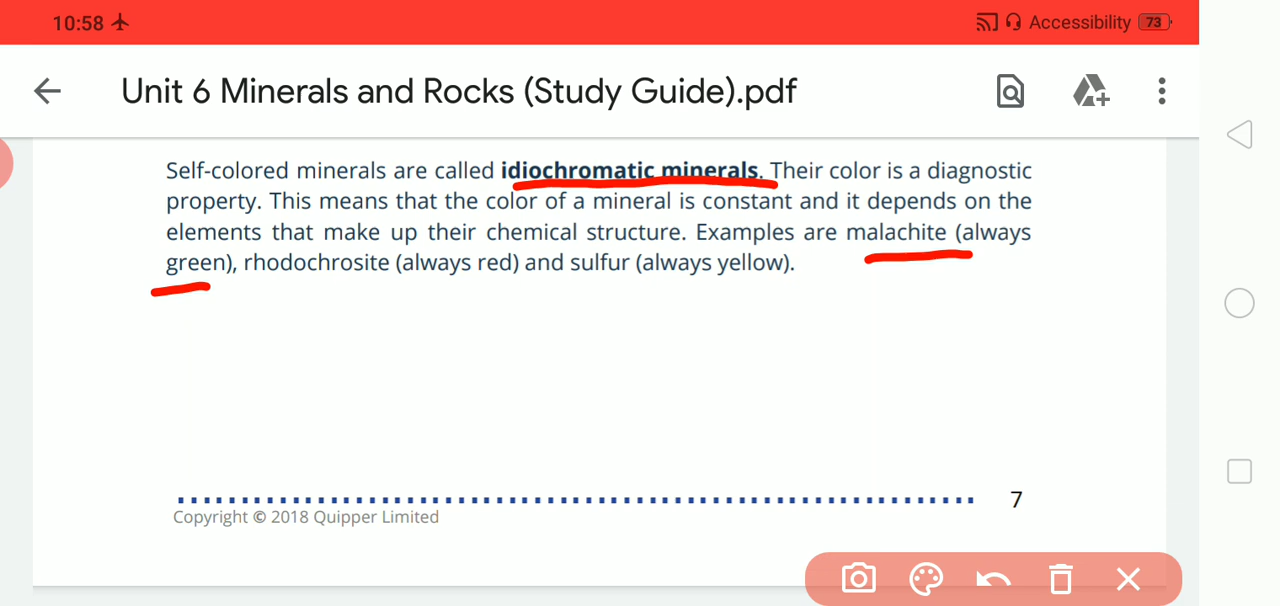 10:58 Accessibility 73
Unit 6 Minerals and Rocks (Study Guide).pdf
Self-colored minerals are called idiochromatic minerals. Their color is a diagnostic
property. This means that the color of a mineral is constant and it depends on the
elements that make up their chemical structure. Examples are malachite (always
green), rhodochrosite (always red) and sulfur (always yellow).
7
Copyright © 2018 Quipper Limited